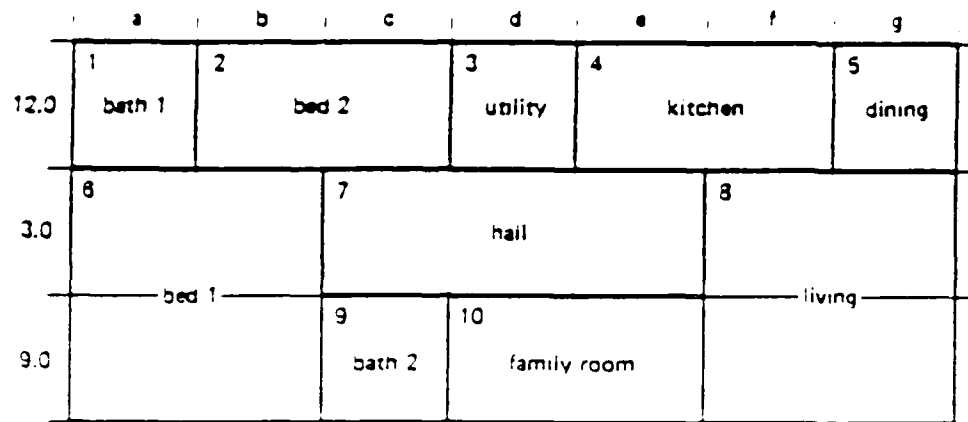 a b c d e f g
1 2 3 4 5
12.0 bath 1 bed 2 utility kitchen dining
6 7 8
3.0 hall
bed 1 living
9 10
9.0 bath 2 family room